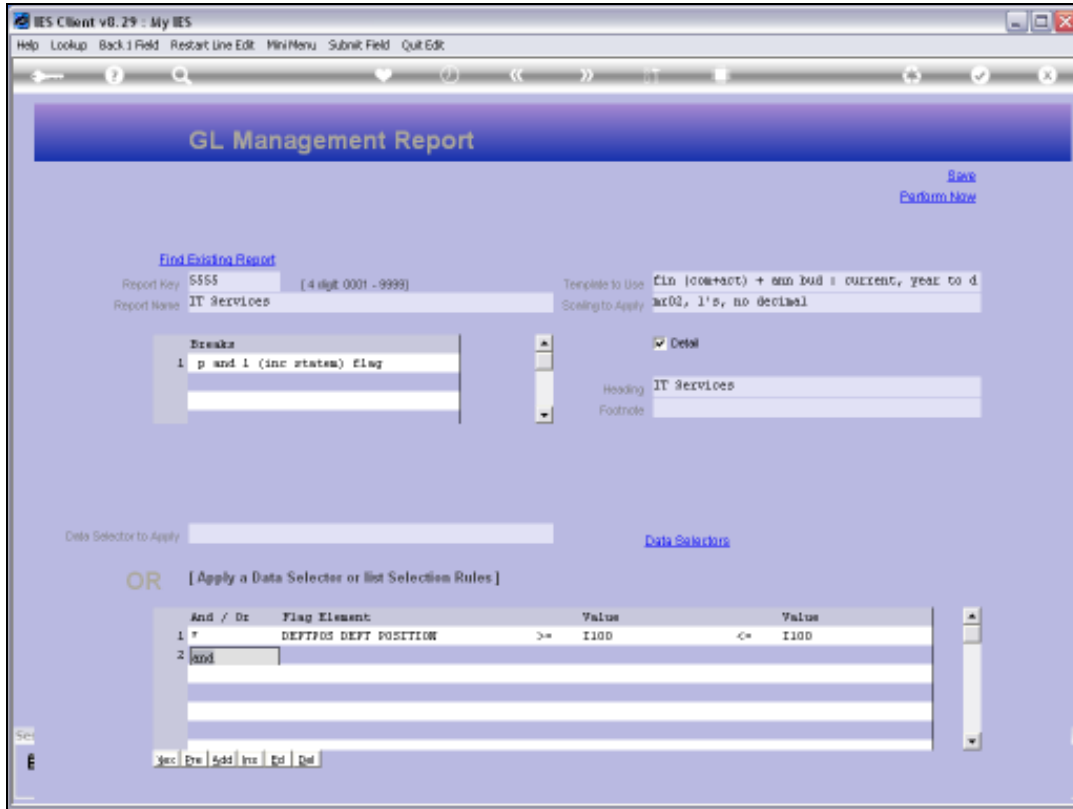 IES Client v8.29 : My IES
Help Lookup Back 1 Field Restart Line Edit MiniMenu Submit Field Quit Edit
GL Management Report
Save
Perform Now
Find Existing Report
Report Key 5555 [ 4 digit 0001 - 9999]
Template to Use fin (com+act) + ann bud : current, year to d
Report Name IT Services
Scaling to Apply mr02, 1's, no decimal
Breaks
1 p and l (inc statem) flag
Detail
Heading IT Services
Footnote
Data Selector to Apply
Data Selectors
OR [ Apply a Data Selector or list Selection Rules ]
And / Or Flag Element Value Value
1 * DEPTPOS DEPT POSITION >= I100 <= I100
2 and
Nex Pre Add Ins Ed Del